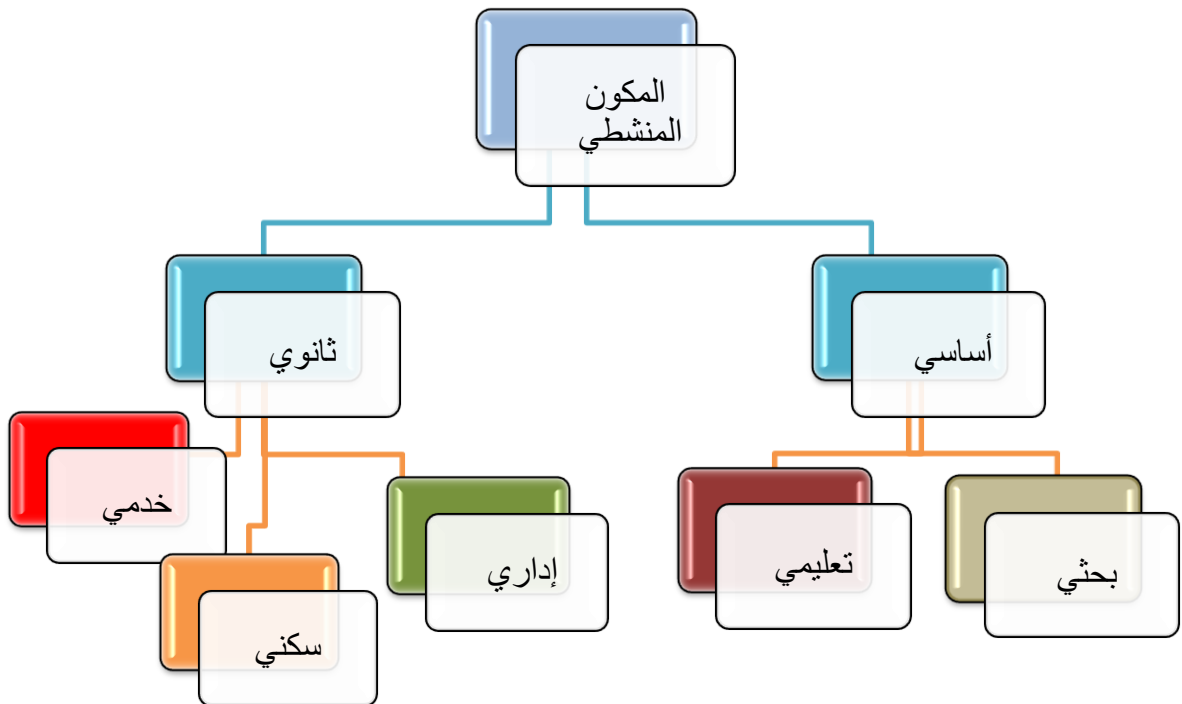 المكون
المنشطي
أساسي
ثانوي
بحثي
تعليمي
إداري
سكني
خدمي